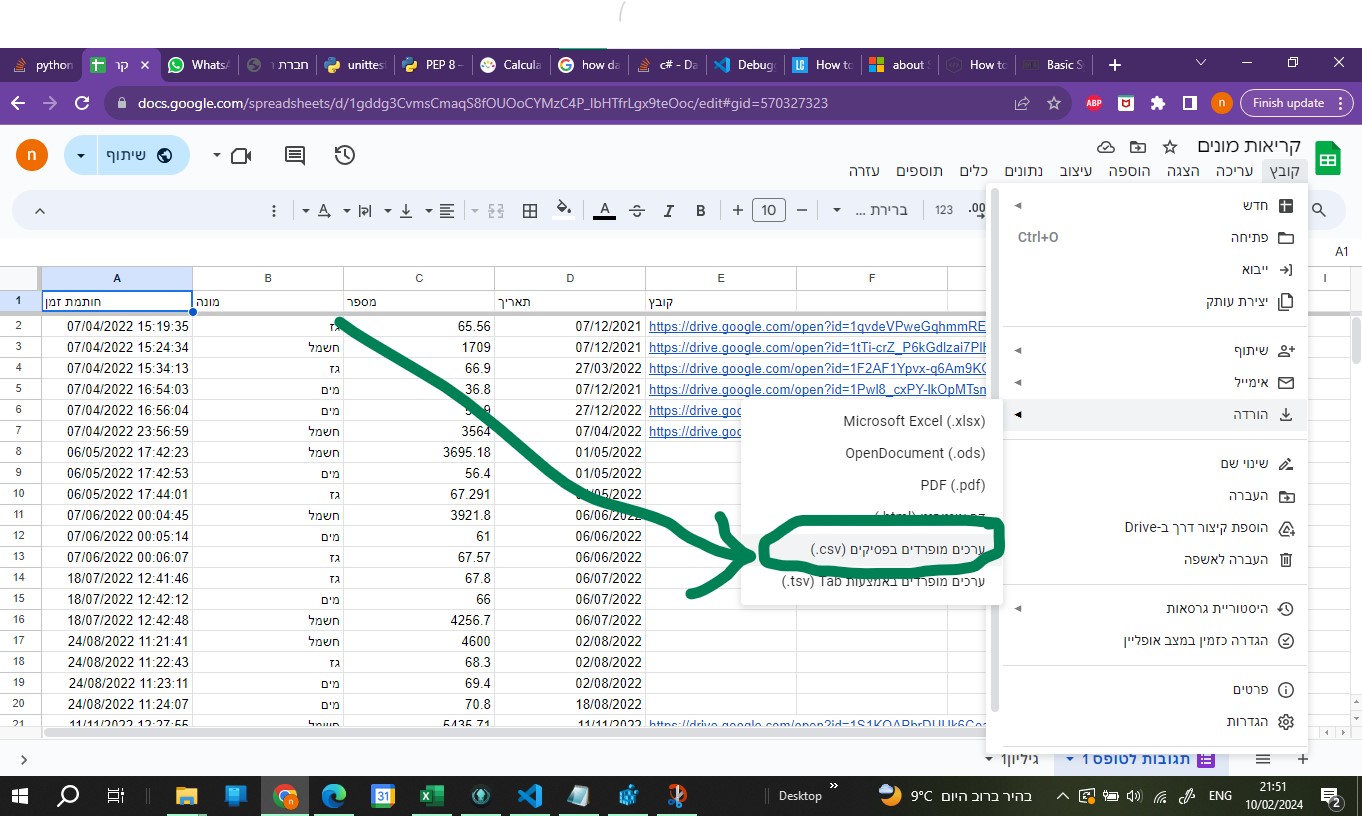 python
קר
WhatsA
חברת
unittest
PEP 8 –
Calcula
how da
c# - Da
Debug
How to
about
How to
Basic S
docs.google.com/spreadsheets/d/1gddg3CvmsCmaqS8fOUOoCYMzC4P_lbHTfrLgx9teOoc/edit#gid=570327323
ABP
n
Finish update
קריאות מונים
שיתוף
n
קובץ עריכה הצגה הוספה עיצוב נתונים כלים תוספים עזרה
.00 123 ברירת ... 10 B I A
A1
A B C D E F I
1 חותמת זמן מונה מספר תאריך קובץ
2 07/04/2022 15:19:35 גז 65.56 07/12/2021 https://drive.google.com/open?id=1qvdeVPweGqhmmRE
3 07/04/2022 15:24:34 חשמל 1709 07/12/2021 https://drive.google.com/open?id=1tTi-crZ_P6kGdlzai7PlH
4 07/04/2022 15:34:13 גז 66.9 27/03/2022 https://drive.google.com/open?id=1F2AF1Ypvx-q6Am9KC
5 07/04/2022 16:54:03 מים 36.8 07/12/2021 https://drive.google.com/open?id=1Pwl8_cxPY-lkOpMTsn
6 07/04/2022 16:56:04 מים 27/12/2022 https://drive.goo
7 07/04/2022 23:56:59 חשמל 3564 07/04/2022 https://drive.goo
8 06/05/2022 17:42:23 חשמל 3695.18 01/05/2022
9 06/05/2022 17:42:53 מים 56.4 01/05/2022
10 06/05/2022 17:44:01 גז 67.291 /05/2022
11 07/06/2022 00:04:45 חשמל 3921.8 06/06/2022
12 07/06/2022 00:05:14 מים 61 06/06/2022
13 07/06/2022 00:06:07 גז 67.57 06/06/2022
14 18/07/2022 12:41:46 גז 67.8 06/07/2022
15 18/07/2022 12:42:12 מים 66 06/07/2022
16 18/07/2022 12:42:48 חשמל 4256.7 06/07/2022
17 24/08/2022 11:21:41 חשמל 4600 02/08/2022
18 24/08/2022 11:22:43 גז 68.3 02/08/2022
19 24/08/2022 11:23:11 מים 69.4 02/08/2022
20 24/08/2022 11:24:07 מים 70.8 18/08/2022
21 11/11/2022 12:27:55 חשמל 5435.71 11/11/2022
חדש
פתיחה Ctrl+O
ייבוא
יצירת עותק
שיתוף
אימייל
הורדה
שינוי שם
העברה
הוספת קיצור דרך ב-Drive
העברה לאשפה
היסטוריית גרסאות
הגדרה כזמין במצב אופליין
פרטים
הגדרות
Microsoft Excel (.xlsx)
OpenDocument (.ods)
PDF (.pdf)
ערכים מופרדים בפסיקים (.csv)
ערכים מופרדים באמצעות Tab (.tsv)
תגובות לטופס 1
גיליון1
31
Desktop
9°C בהיר ברוב היום
ENG
21:51
10/02/2024
2